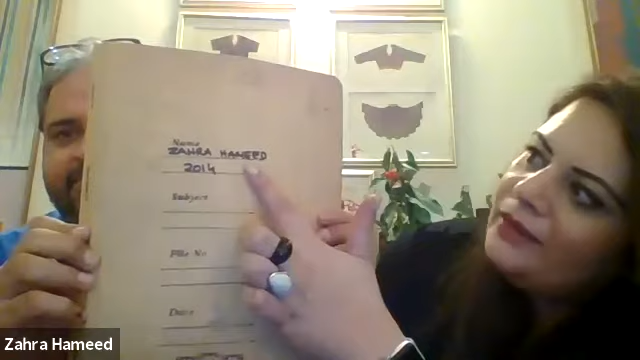 Name
ZAHRA HAMEED
2014
Subject
File No
Date
Zahra Hameed